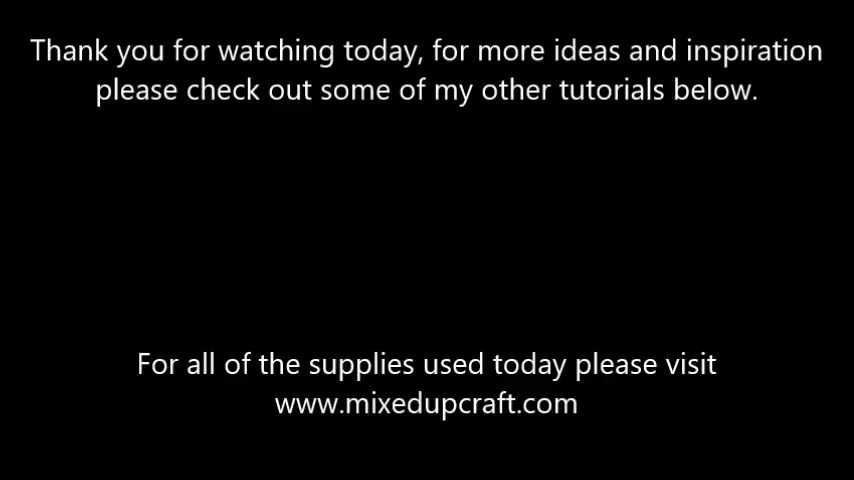 Thank you for watching today, for more ideas and inspiration
please check out some of my other tutorials below.
For all of the supplies used today please visit
www.mixedupcraft.com